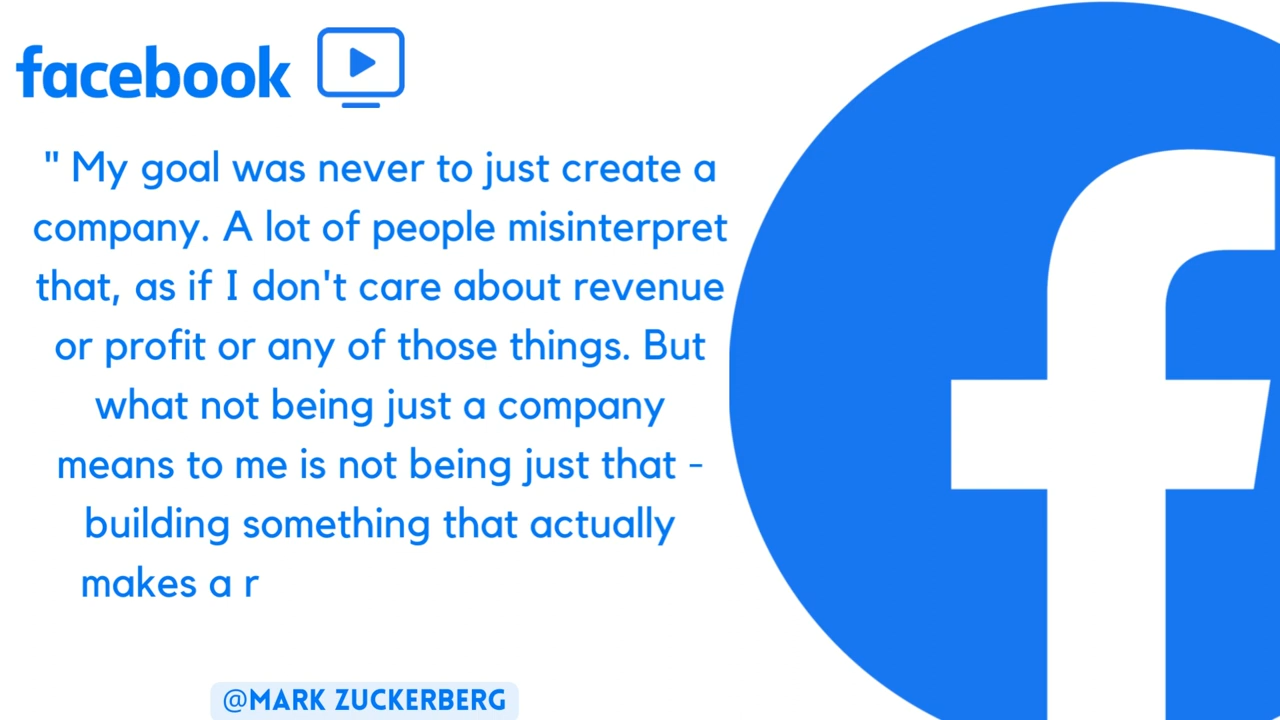 facebook
" My goal was never to just create a
company. A lot of people misinterpret
that, as if I don't care about revenue
or profit or any of those things. But
what not being just a company
means to me is not being just that -
building something that actually
makes a r
@MARK ZUCKERBERG